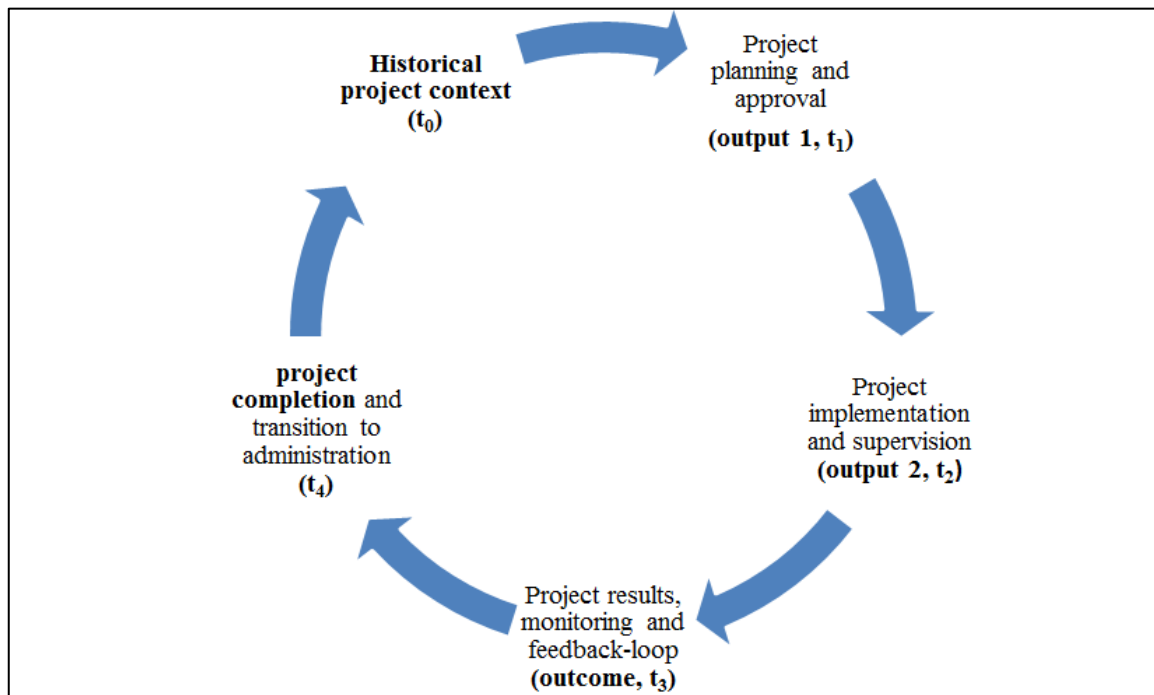 Historical
project context
(t₀)
Project
planning and
approval
(output 1, t₁)
Project
implementation
and supervision
(output 2, t₂)
Project results,
monitoring and
feedback-loop
(outcome, t₃)
project
completion and
transition to
administration
(t₄)